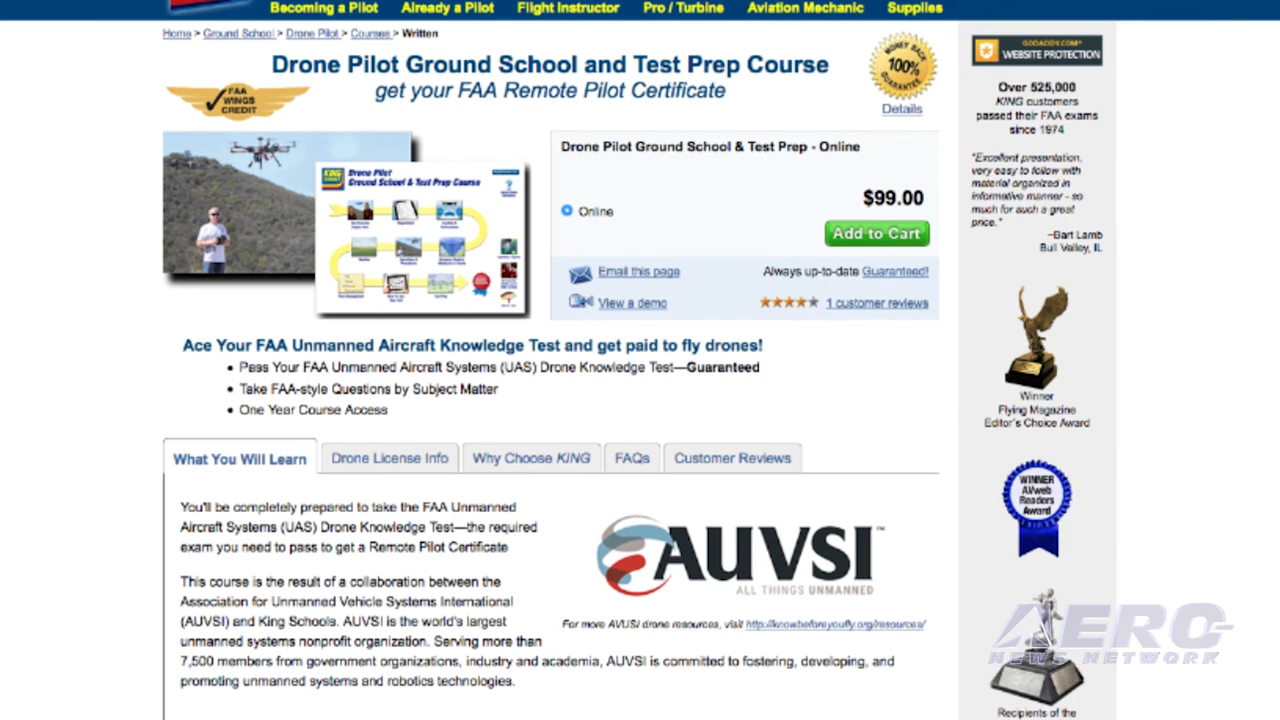 Becoming a Pilot Already a Pilot Flight Instructor Pro / Turbine Aviation Mechanic Supplies
Home > Ground School > Drone Pilot > Courses > Written
Drone Pilot Ground School and Test Prep Course
get your FAA Remote Pilot Certificate
FAA
WINGS
CREDIT
MONEY BACK
100%
GUARANTEE
Details
Drone Pilot
Ground School & Test Prep Course
Drone Pilot Ground School & Test Prep - Online
$99.00
Online
Add to Cart
Email this page
Always up-to-date Guaranteed!
View a demo
1 customer reviews
Ace Your FAA Unmanned Aircraft Knowledge Test and get paid to fly drones!
• Pass Your FAA Unmanned Aircraft Systems (UAS) Drone Knowledge Test—Guaranteed
• Take FAA-style Questions by Subject Matter
• One Year Course Access
What You Will Learn
Drone License Info
Why Choose KING
FAQs
Customer Reviews
You'll be completely prepared to take the FAA Unmanned
Aircraft Systems (UAS) Drone Knowledge Test—the required
exam you need to pass to get a Remote Pilot Certificate
This course is the result of a collaboration between the
Association for Unmanned Vehicle Systems International
(AUVSI) and King Schools. AUVSI is the world's largest
unmanned systems nonprofit organization. Serving more than
7,500 members from government organizations, industry and academia, AUVSI is committed to fostering, developing, and
promoting unmanned systems and robotics technologies.
AUVSI™
ALL THINGS UNMANNED
For more AVUSI drone resources, visit http://knowbeforeyoufly.org/resources/
GODADDY.COM®
WEBSITE PROTECTION
Over 525,000
KING customers
passed their FAA exams
since 1974
"Excellent presentation,
very easy to follow with
material organized in
informative manner - so
much for such a great
price."
~Bart Lamb
Bull Valley, IL
Winner
Flying Magazine
Editor's Choice Award
WINNER
AVweb
Readers
Award
AERO
NEWS NETWORK
Recipients of the